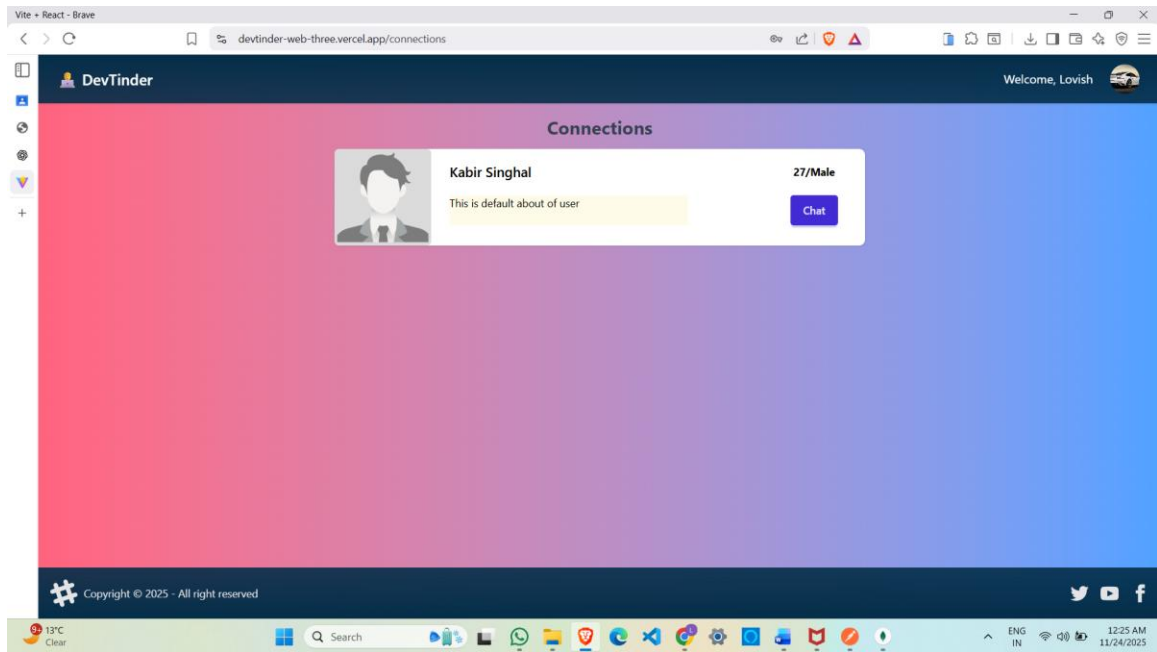 Vite + React - Brave
devtinder-web-three.vercel.app/connections
DevTinder
Welcome, Lovish
Connections
Kabir Singhal
27/Male
This is default about of user
Chat
Copyright © 2025 - All right reserved
9+
13°C
Clear
Search
ENG
IN
12:25 AM
11/24/2025